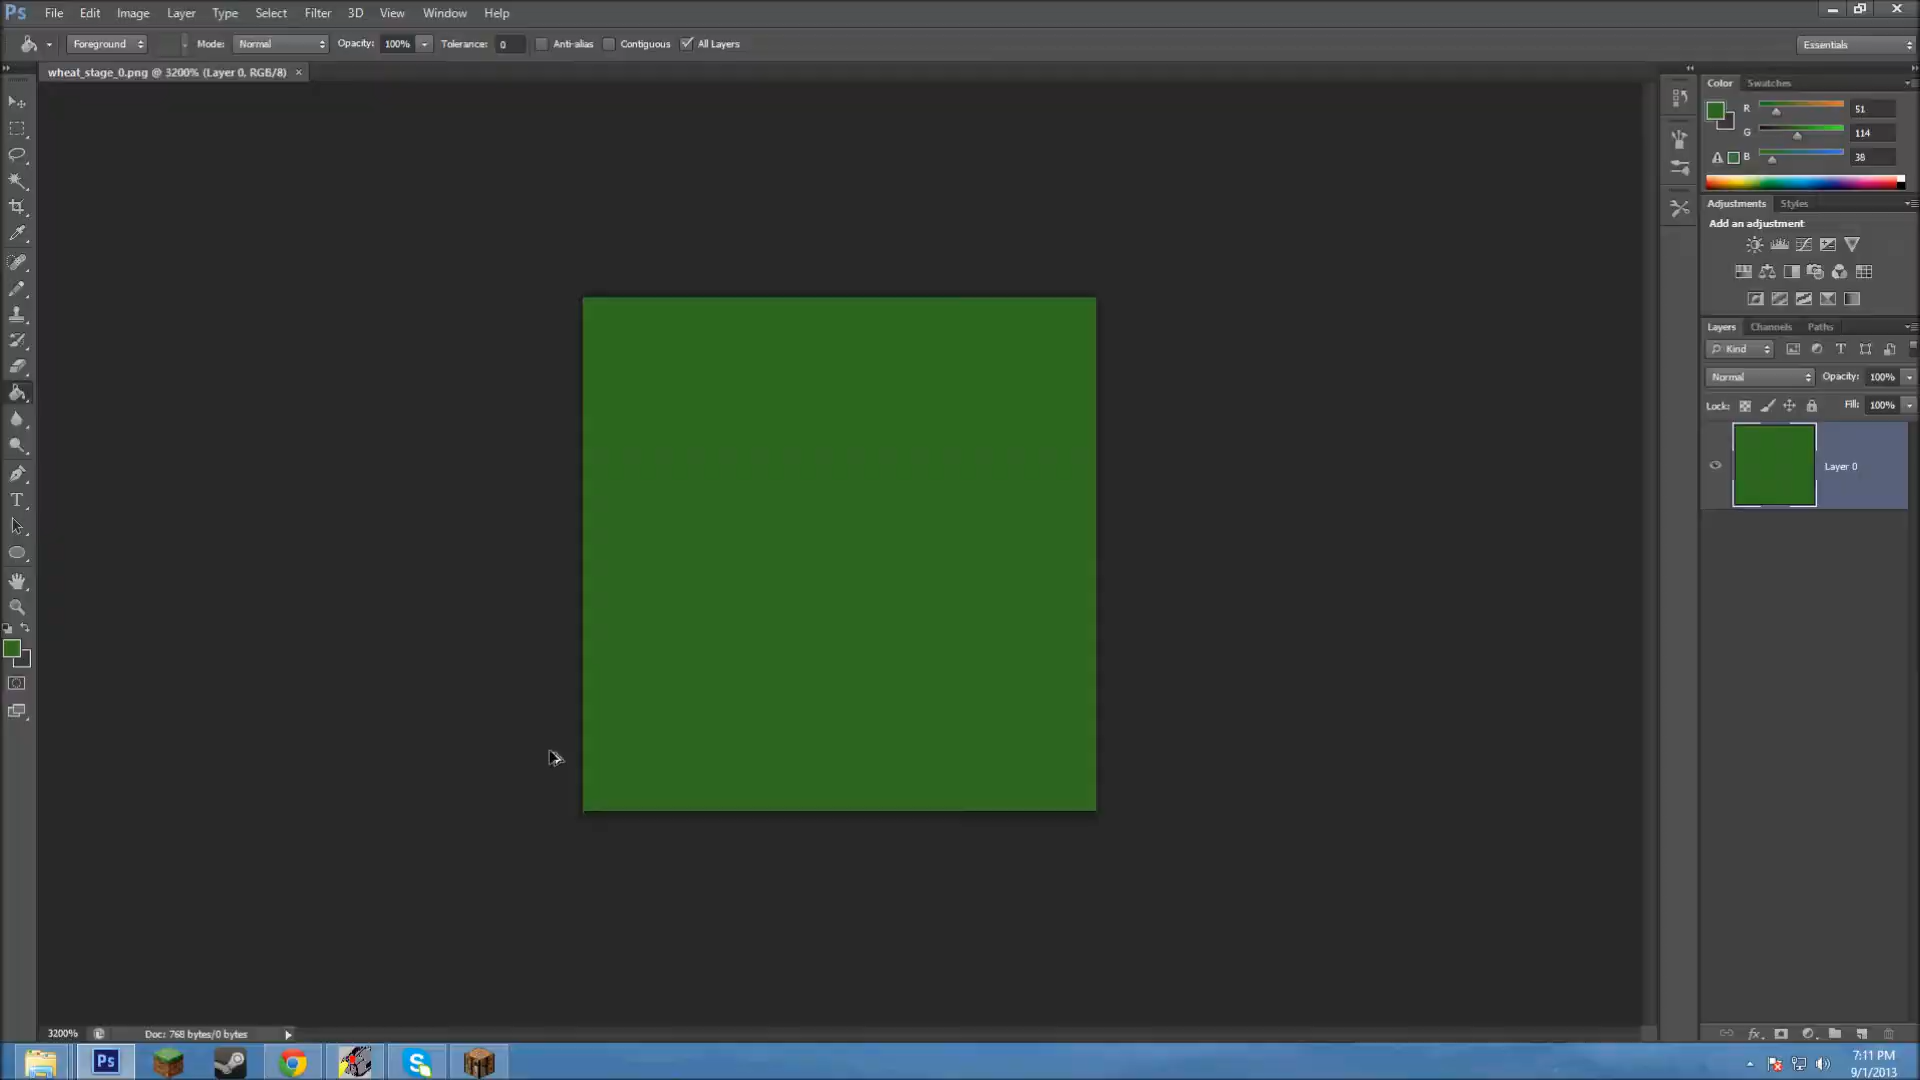 Ps File Edit Image Layer Type Select Filter 3D View Window Help
Foreground Mode: Normal Opacity: 100% Tolerance: 0 Anti-alias Contiguous All Layers Essentials
wheat_stage_0.png @ 3200% (Layer 0, RGB/8) ×
Color Swatches
R 51
G 114
B 38
Adjustments Styles
Add an adjustment
Layers Channels Paths
Kind T
Normal Opacity: 100%
Lock: Fill: 100%
Layer 0
T
3200% Doc: 768 bytes/0 bytes
fx
Ps
7:11 PM
9/1/2013